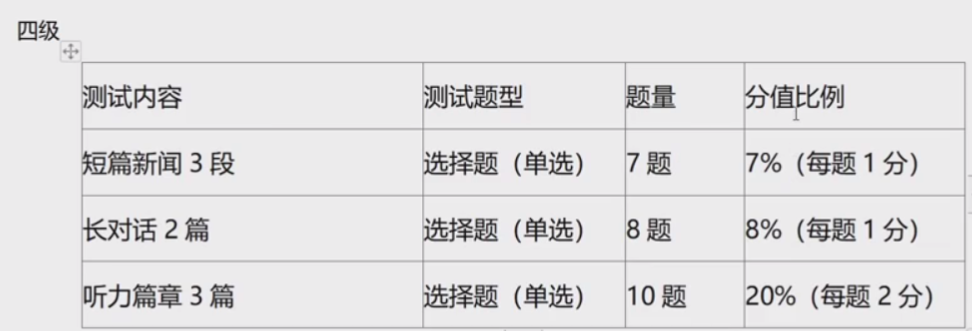 四级
测试内容 测试题型 题量 分值比例
短篇新闻 3 段 选择题（单选） 7 题 7%（每题 1 分）
长对话 2 篇 选择题（单选） 8 题 8%（每题 1 分）
听力篇章 3 篇 选择题（单选） 10 题 20%（每题 2 分）